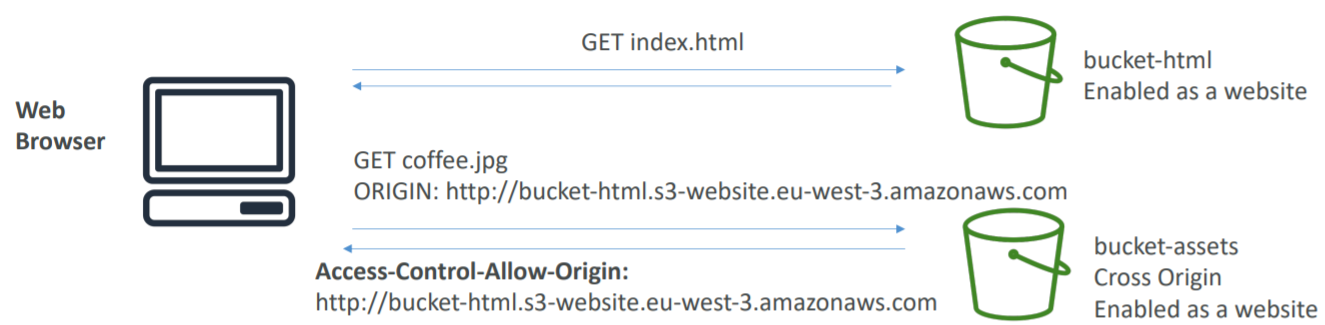 GET index.html
bucket-html
Enabled as a website
Web
Browser
GET coffee.jpg
ORIGIN: http://bucket-html.s3-website.eu-west-3.amazonaws.com
bucket-assets
Cross Origin
Enabled as a website
Access-Control-Allow-Origin:
http://bucket-html.s3-website.eu-west-3.amazonaws.com